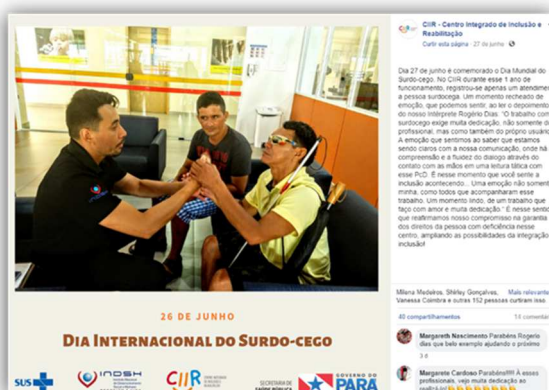 26 DE JUNHO
DIA INTERNACIONAL DO SURDO-CEGO
SUS
INDSH
CIIR
SECRETARIA DE
SAÚDE PÚBLICA
GOVERNO DO
PARÁ
CIIR - Centro Integrado de Inclusão e
Reabilitação
Curtir esta página · 27 de junho ·
Dia 27 de junho é comemorado o Dia Mundial do
Surdo-cego. No CIIR durante esse 1 ano de
funcionamento, registrou-se apenas um atendimen
a pessoa surdocega. Um momento recheado de
emoção, que podemos sentir, ao ler o depoimento
do nosso Intérprete Rogério Dias. "O trabalho com
surdocego exige muita dedicação, não somente d
profissional, mas como também do próprio usuário
A emoção que sentimos ao saber que estamos
sendo claros com a nossa comunicação, onde há
compreensão e a fluidez do dialogo através do
contato com as mãos em uma leitura tátil com
esse PcD. É nesse momento que você sente a
inclusão acontecendo... Uma emoção não soment
minha, como todos que acompanharam esse
trabalho. Um momento lindo, de um trabalho que
faço com amor e muita dedicação." E nesse sentid
que reafirmamos nosso compromisso na garantia
dos direitos da pessoa com deficiência nesse
centro, ampliando as possibilidades da integração
inclusão!
Milena Medeiros, Shirley Gonçalves, Mais relevante
Vanessa Coimbra e outras 152 pessoas curtiram isso.
40 compartilhamentos 14 comentár
Margareth Nascimento Parabéns Rogerio
dias que belo exemplo ajudando o próximo
Margarete Cardoso Parabéns!!!! A esses
profissionais, vejo muita dedicação ao